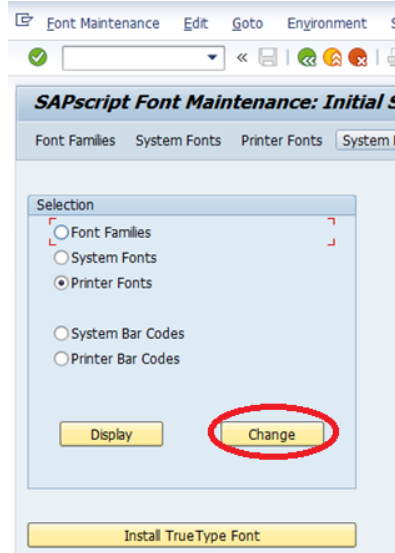 Font Maintenance Edit Goto Environment
SAPscript Font Maintenance: Initial
Font Families System Fonts Printer Fonts System
Selection
Font Families
System Fonts
Printer Fonts
System Bar Codes
Printer Bar Codes
Display Change
Install TrueType Font